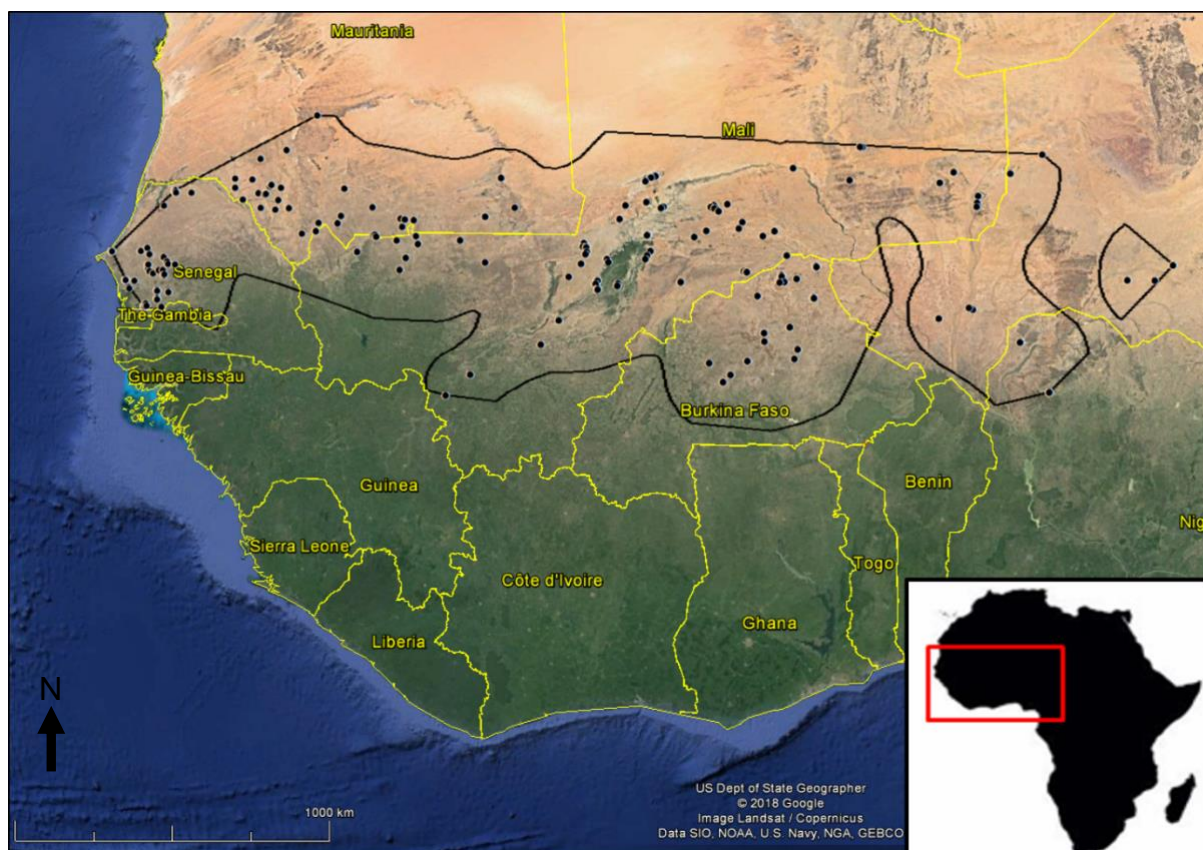 Mauritania
Mali
Senegal
The Gambia
Guinea-Bissau
Burkina Faso
Guinea
Benin
Nig
Sierra Leone
Côte d'Ivoire
Togo
Ghana
Liberia
N
1000 km
US Dept of State Geographer
© 2018 Google
Image Landsat / Copernicus
Data SIO, NOAA, U.S. Navy, NGA, GEBCO